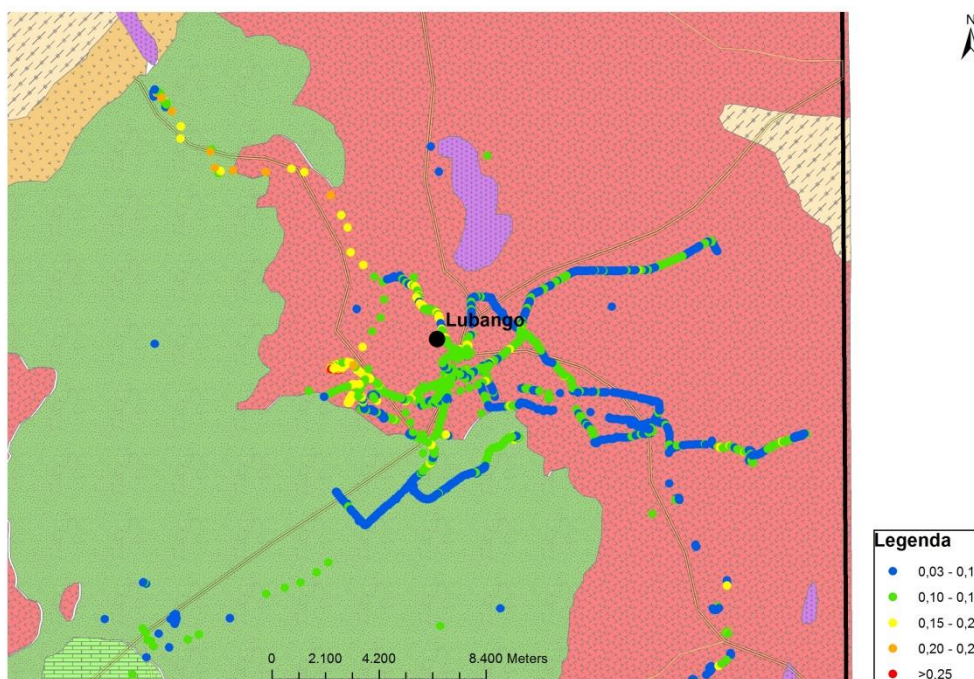 N
Lubango
0 2.100 4.200 8.400 Meters
Legenda
0,03 - 0,1
0,10 - 0,1
0,15 - 0,2
0,20 - 0,2
>0,25